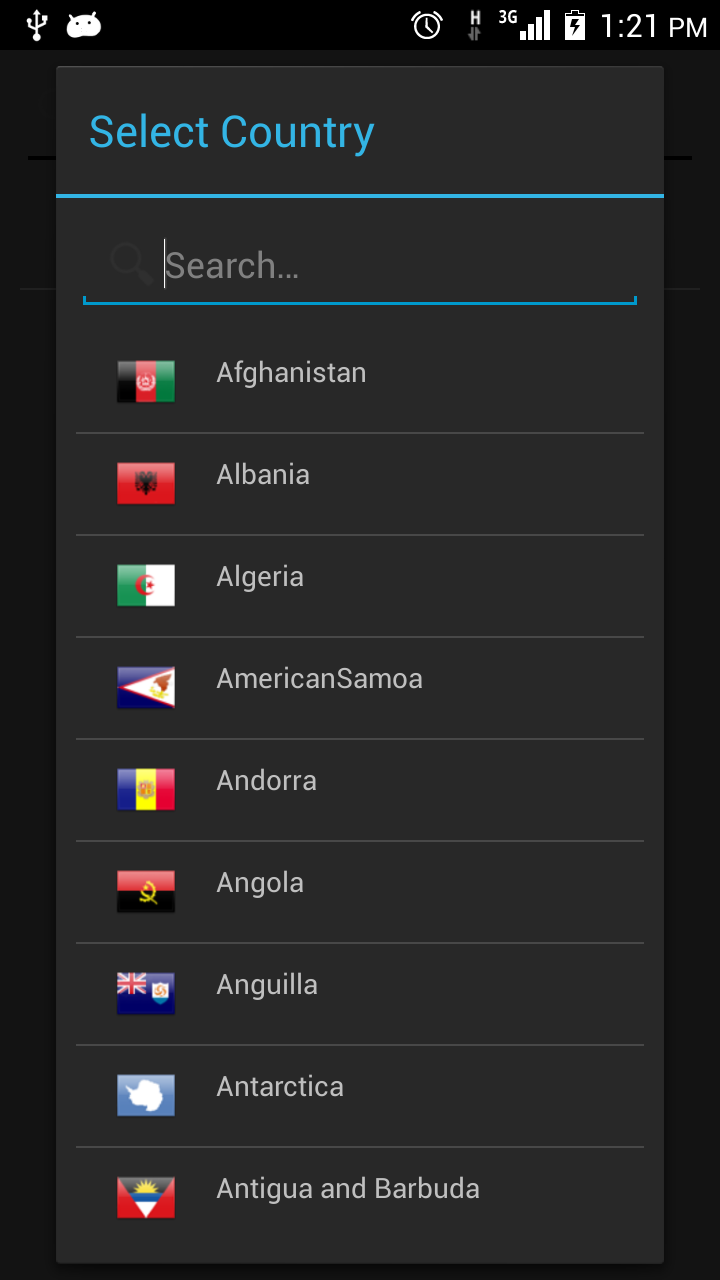 H 3G 1:21 PM
Select Country
Search...
Afghanistan
Albania
Algeria
AmericanSamoa
Andorra
Angola
Anguilla
Antarctica
Antigua and Barbuda